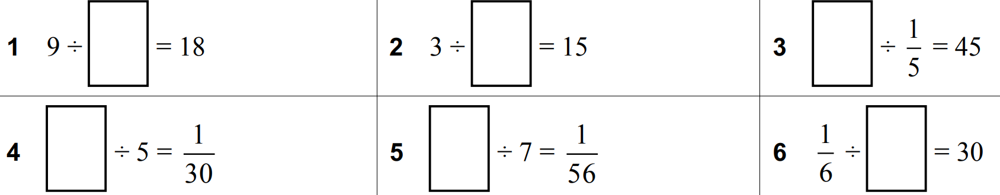 1 9 ÷ = 18
2 3 ÷ = 15
3 ÷ 1/5 = 45
4 ÷ 5 = 1/30
5 ÷ 7 = 1/56
6 1/6 ÷ = 30